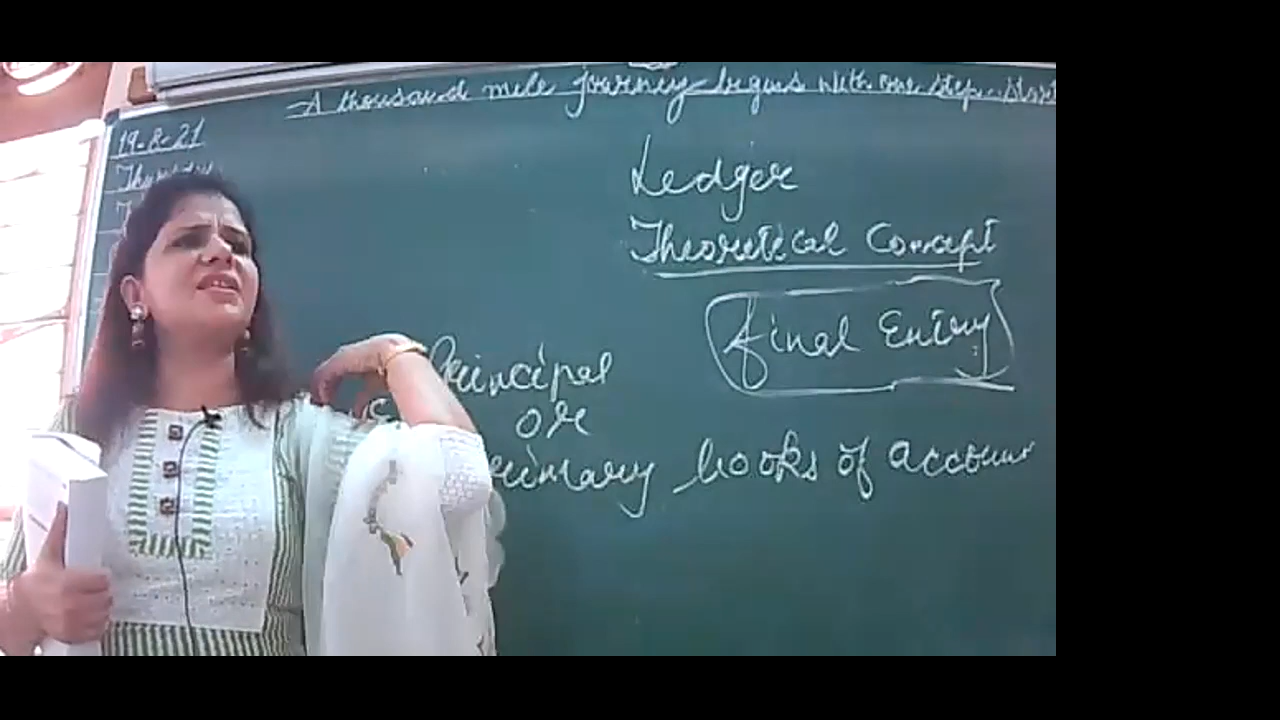 A thousand mile journey begins with one step..
19-8-21
Ledger
Theoretical Concept
Final Entry
Principal
or
books of account